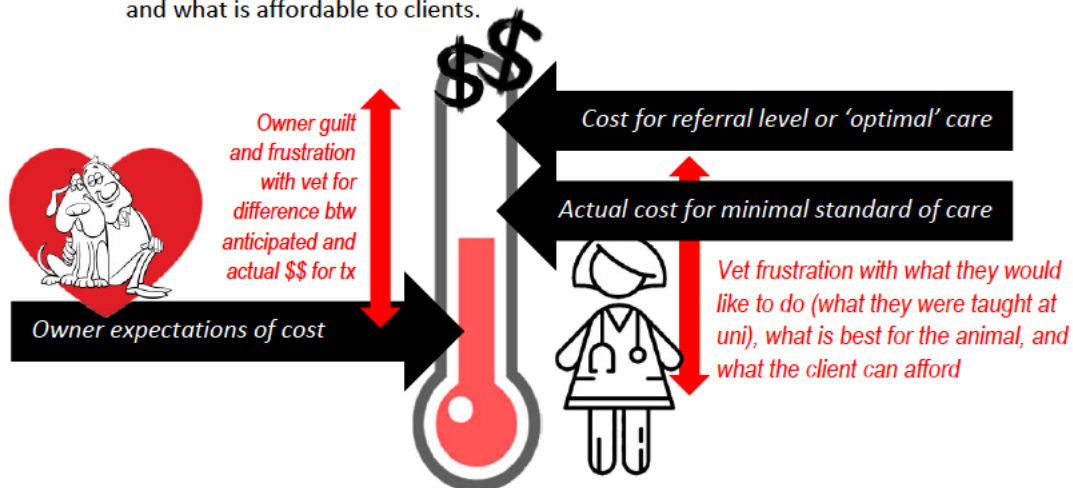 and what is affordable to clients.
$$
Cost for referral level or ‘optimal’ care
Owner guilt
and frustration
with vet for
difference btw
anticipated and
actual $$ for tx
Actual cost for minimal standard of care
Vet frustration with what they would
like to do (what they were taught at
uni), what is best for the animal, and
what the client can afford
Owner expectations of cost